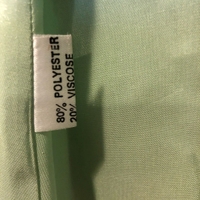 80% POLYESTER
20% VISCOSE